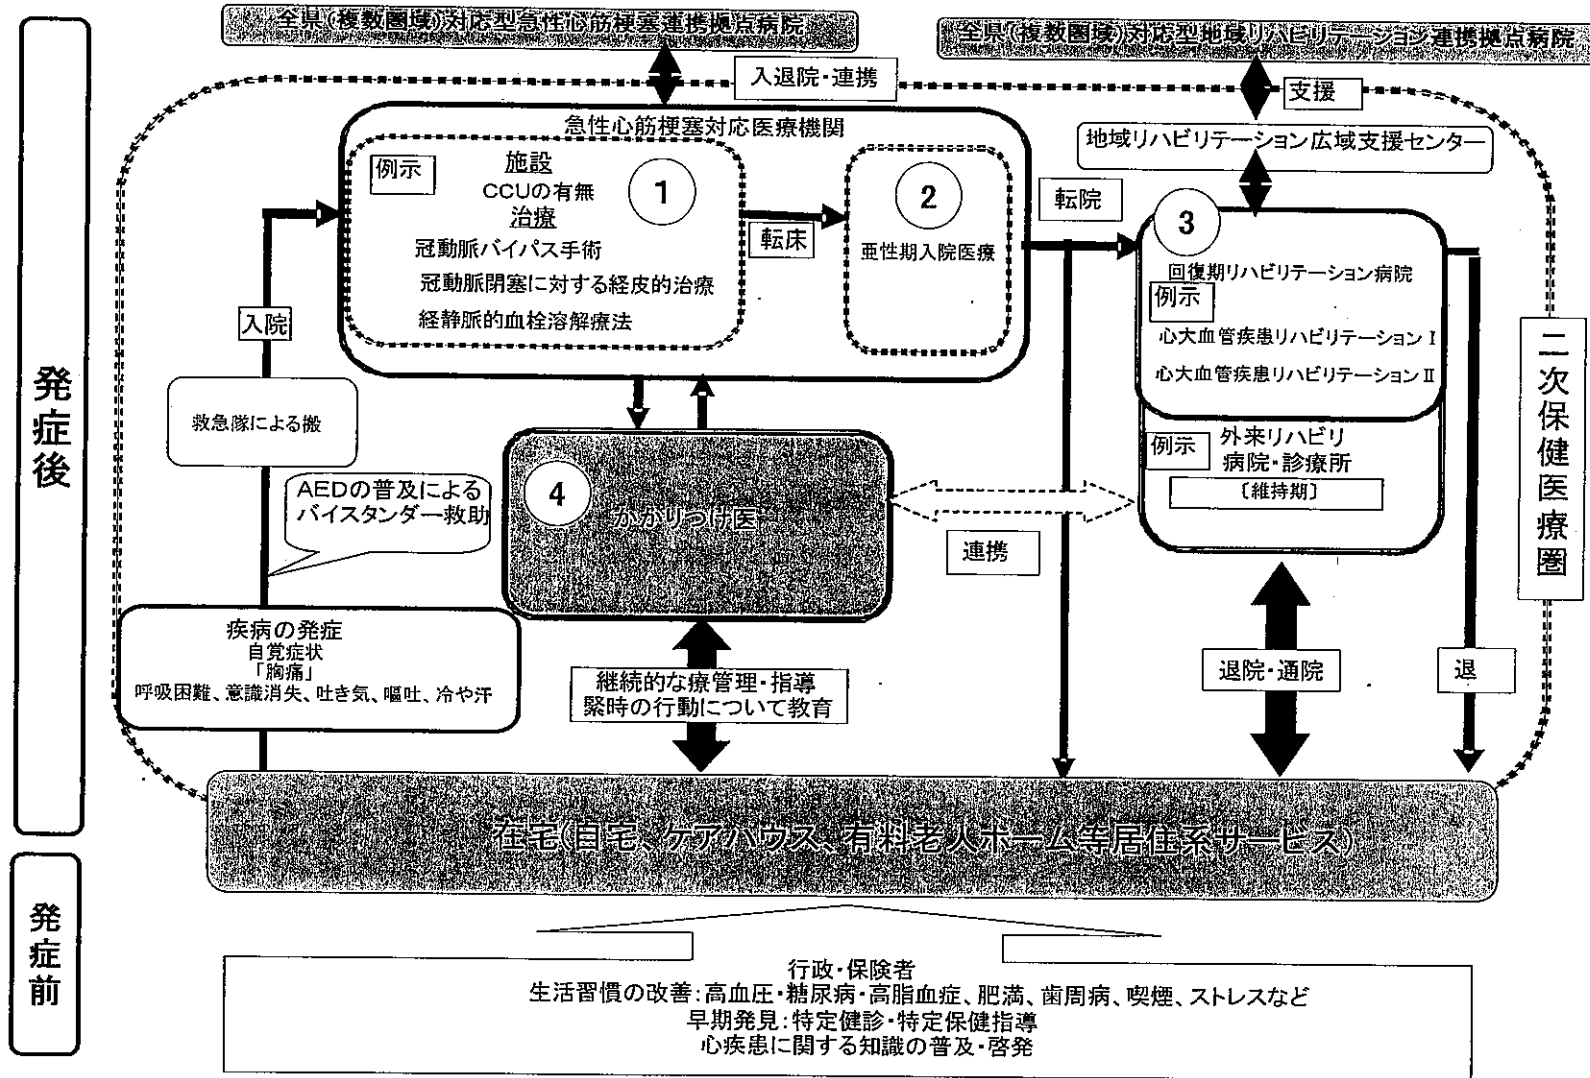 全県(複数圏域)対応型急性心筋梗塞連携拠点病院
全県(複数圏域)対応型地域リハビリテーション連携拠点病院
入退院・連携
支援
急性心筋梗塞対応医療機関
地域リハビリテーション広域支援センター
例示
施設
CCUの有無
治療
冠動脈バイパス手術
冠動脈閉塞に対する経皮的治療
経静脈的血栓溶解療法
1
転床
2
亜性期入院医療
転院
3
回復期リハビリテーション病院
例示
心大血管疾患リハビリテーションⅠ
心大血管疾患リハビリテーションⅡ
例示
外来リハビリ
病院・診療所
〔維持期〕
二次保健医療圏
発症後
入院
救急隊による搬
AEDの普及による
バイスタンダー救助
4
かかりつけ医
連携
疾病の発症
自覚症状
「胸痛」
呼吸困難、意識消失、吐き気、嘔吐、冷や汗
継続的な療管理・指導
緊時の行動について教育
退院・通院
退
在宅(自宅、ケアハウス、有料老人ホーム等居住系サービス)
発症前
行政・保険者
生活習慣の改善:高血圧・糖尿病・高脂血症、肥満、歯周病、喫煙、ストレスなど
早期発見:特定健診・特定保健指導
心疾患に関する知識の普及・啓発